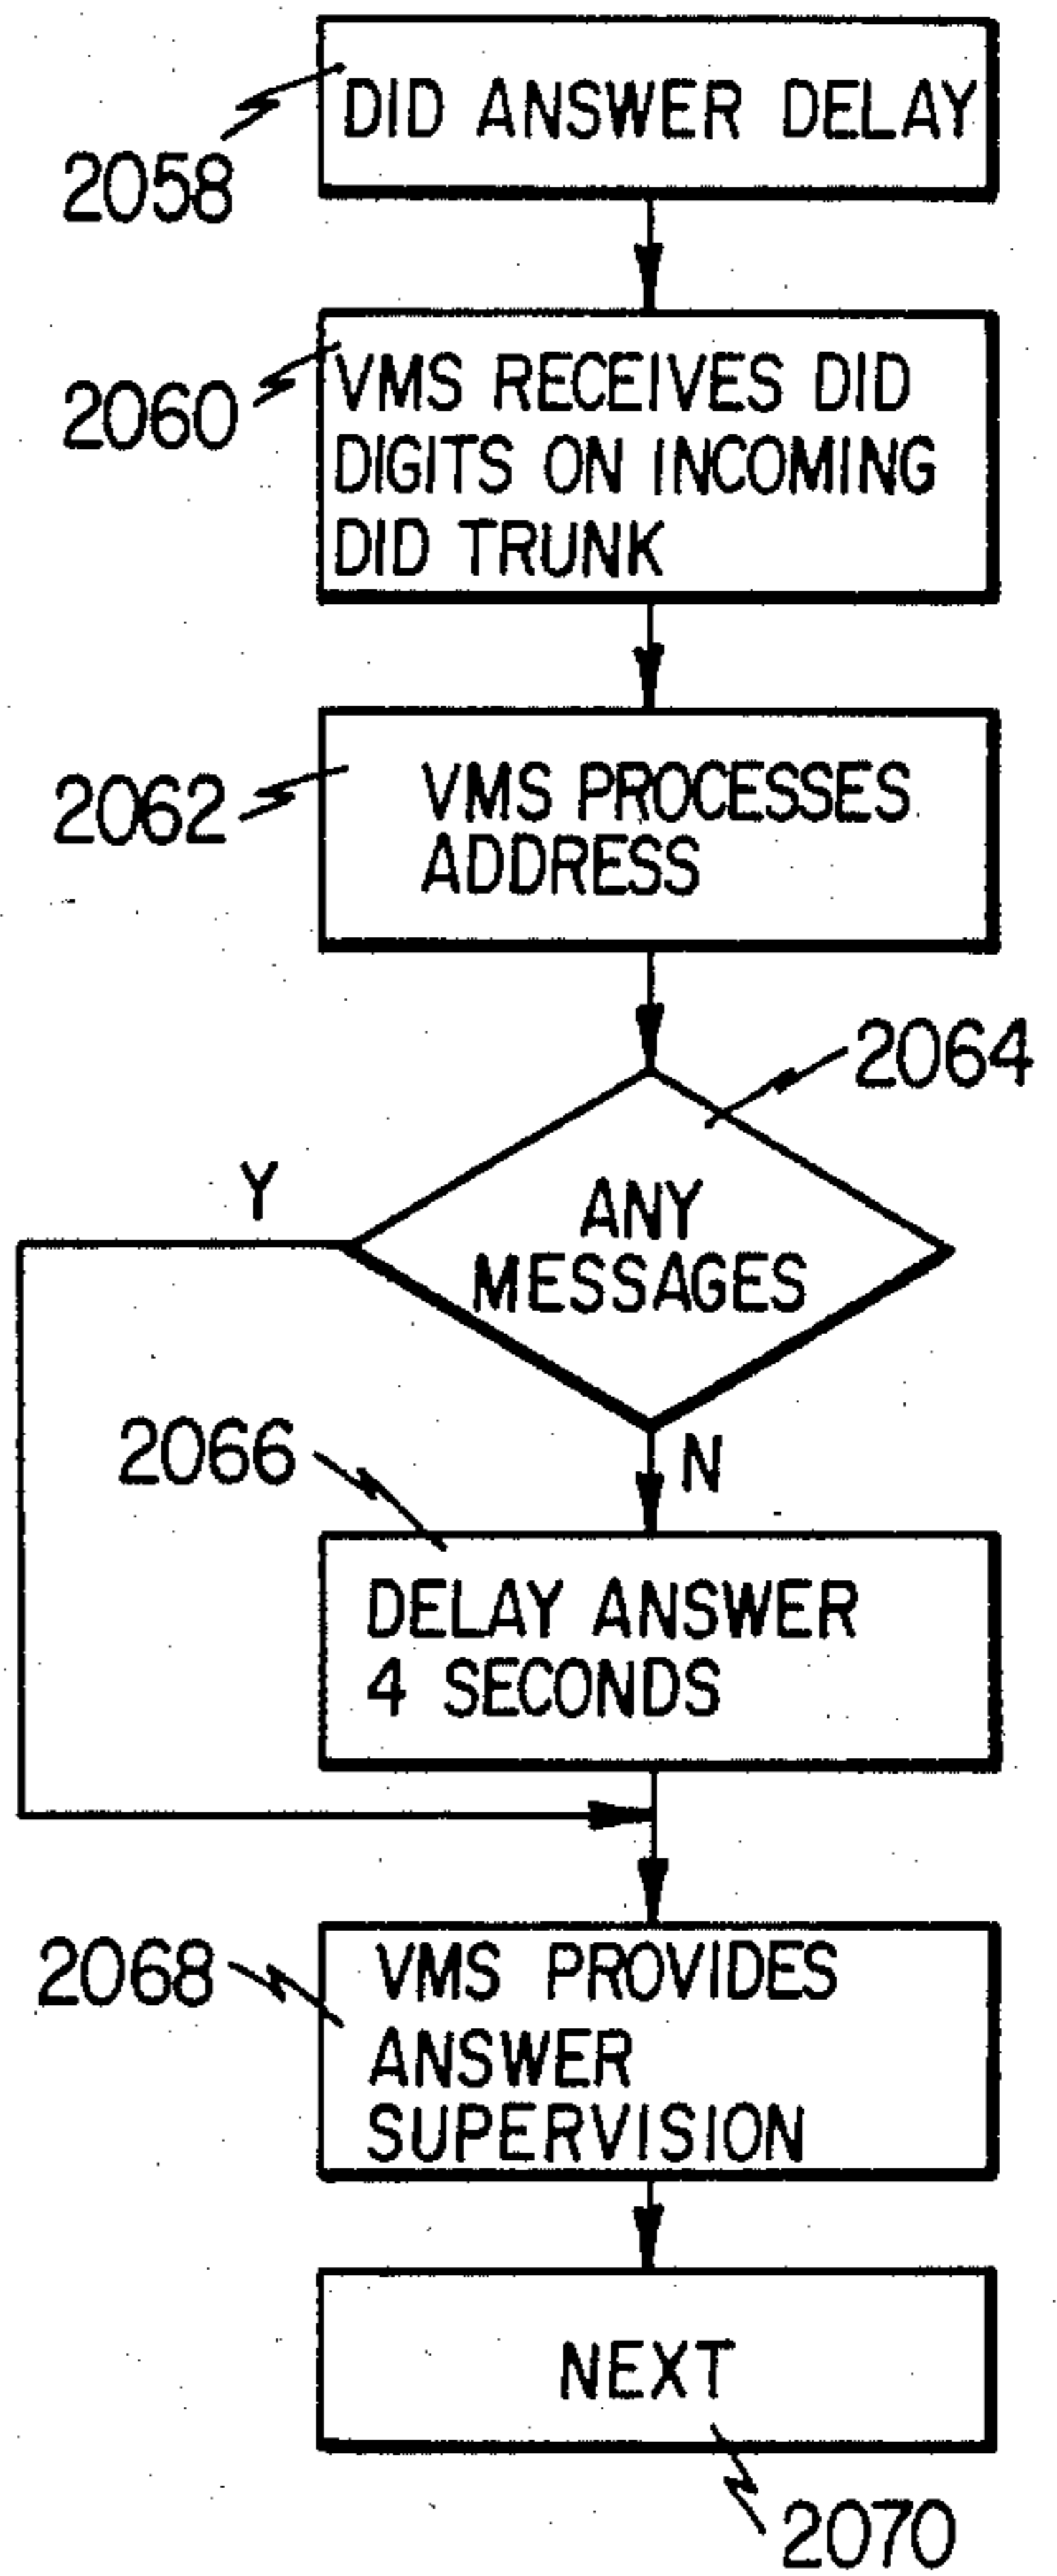 DID ANSWER DELAY
2058
VMS RECEIVES DID
DIGITS ON INCOMING
DID TRUNK
2060
VMS PROCESSES
ADDRESS
2062
2064
Y
ANY
MESSAGES
N
2066
DELAY ANSWER
4 SECONDS
2068
VMS PROVIDES
ANSWER
SUPERVISION
NEXT
2070